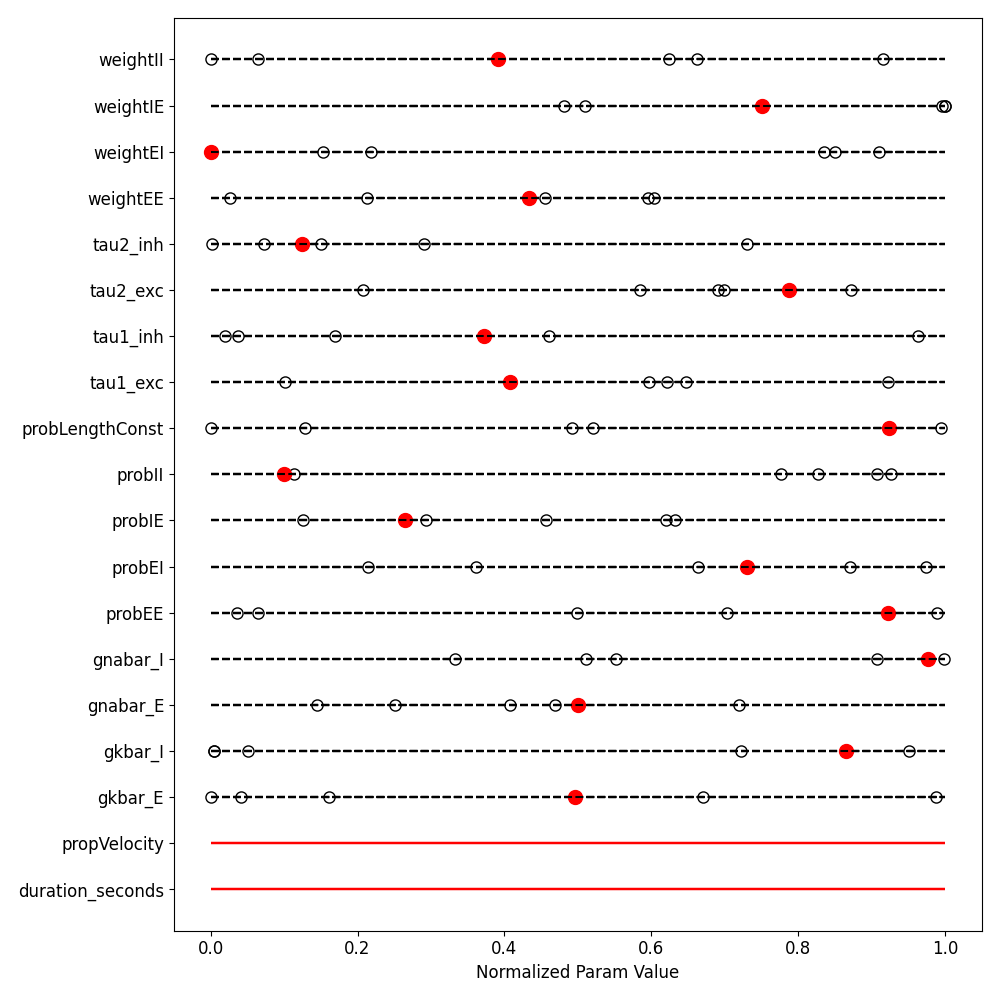 weightII
weightIE
weightEI
weightEE
tau2_inh
tau2_exc
tau1_inh
tau1_exc
probLengthConst
probII
probIE
probEI
probEE
gnabar_I
gnabar_E
gkbar_I
gkbar_E
propVelocity
duration_seconds
0.0 0.2 0.4 0.6 0.8 1.0
Normalized Param Value